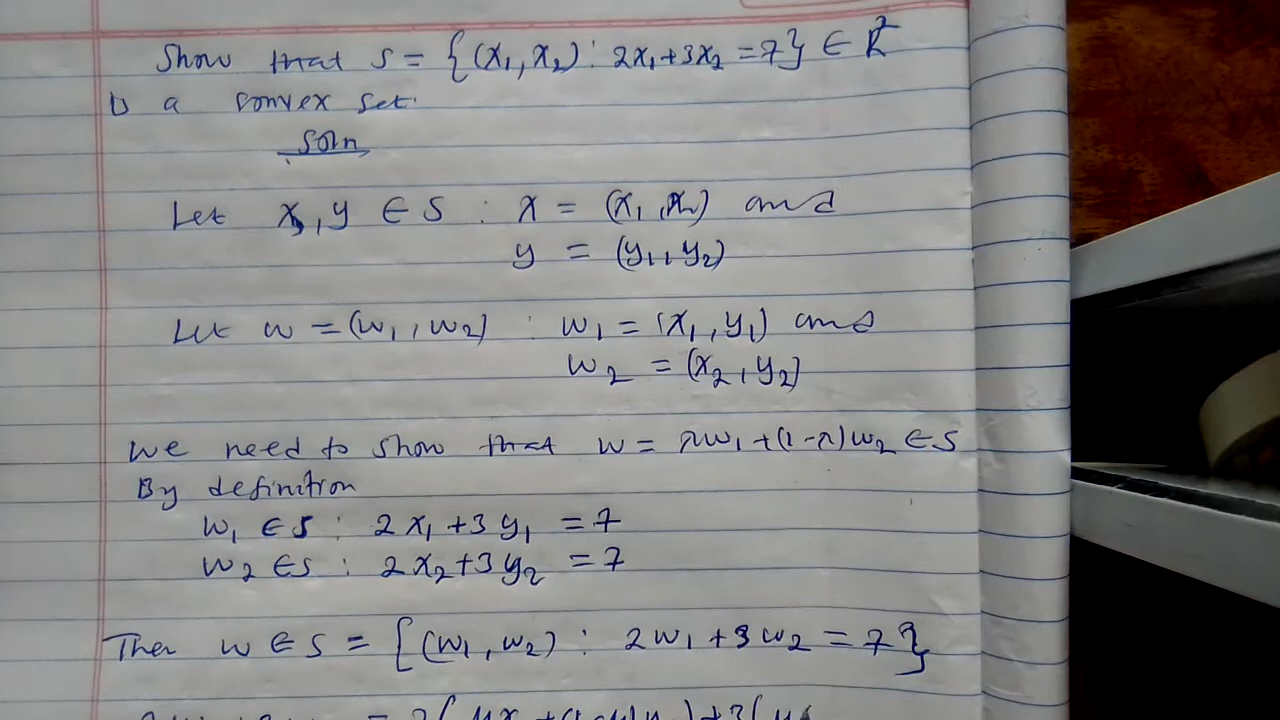 Show that S = {(x₁, x₂) : 2x₁+3x₂ = 7} ∈ R²
is a convex set.
Soln
Let x, y ∈ S : x = (x₁, x₂) and
y = (y₁, y₂)
Let w = (w₁, w₂) : w₁ = (x₁, y₁) and
w₂ = (x₂, y₂)
We need to show that w = λw₁ + (1-λ)w₂ ∈ S
By definition
w₁ ∈ S : 2x₁ + 3y₁ = 7
w₂ ∈ S : 2x₂ + 3y₂ = 7
Then w ∈ S = {(w₁, w₂) : 2w₁ + 3w₂ = 7}